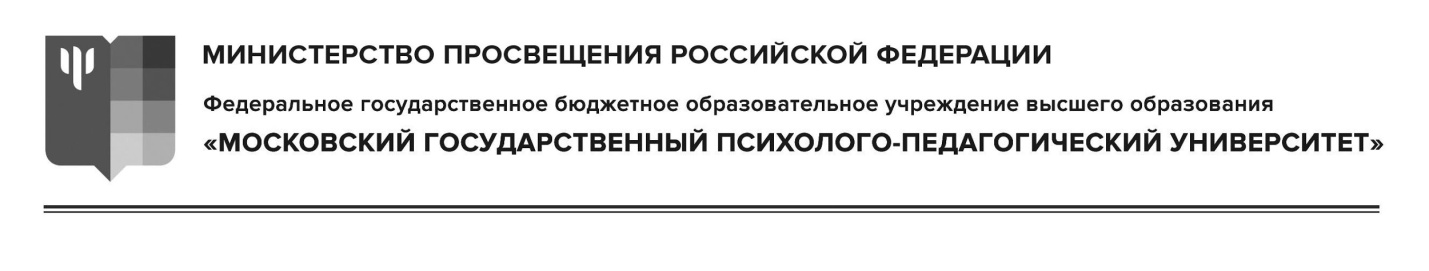 МИНИСТЕРСТВО ПРОСВЕЩЕНИЯ РОССИЙСКОЙ ФЕДЕРАЦИИ
Федеральное государственное бюджетное образовательное учреждение высшего образования
«МОСКОВСКИЙ ГОСУДАРСТВЕННЫЙ ПСИХОЛОГО-ПЕДАГОГИЧЕСКИЙ УНИВЕРСИТЕТ»